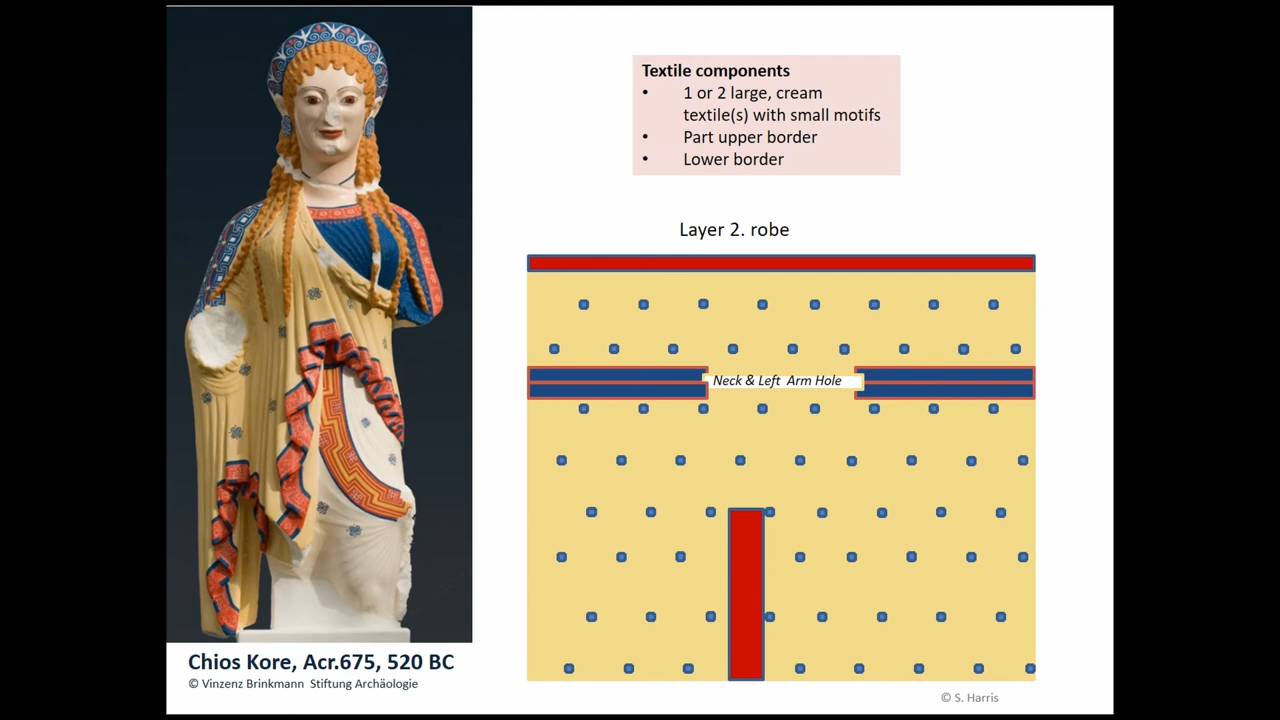 Textile components
• 1 or 2 large, cream
textile(s) with small motifs
• Part upper border
• Lower border
Layer 2. robe
Neck & Left Arm Hole
Chios Kore, Acr.675, 520 BC
© Vinzenz Brinkmann Stiftung Archäologie
© S. Harris